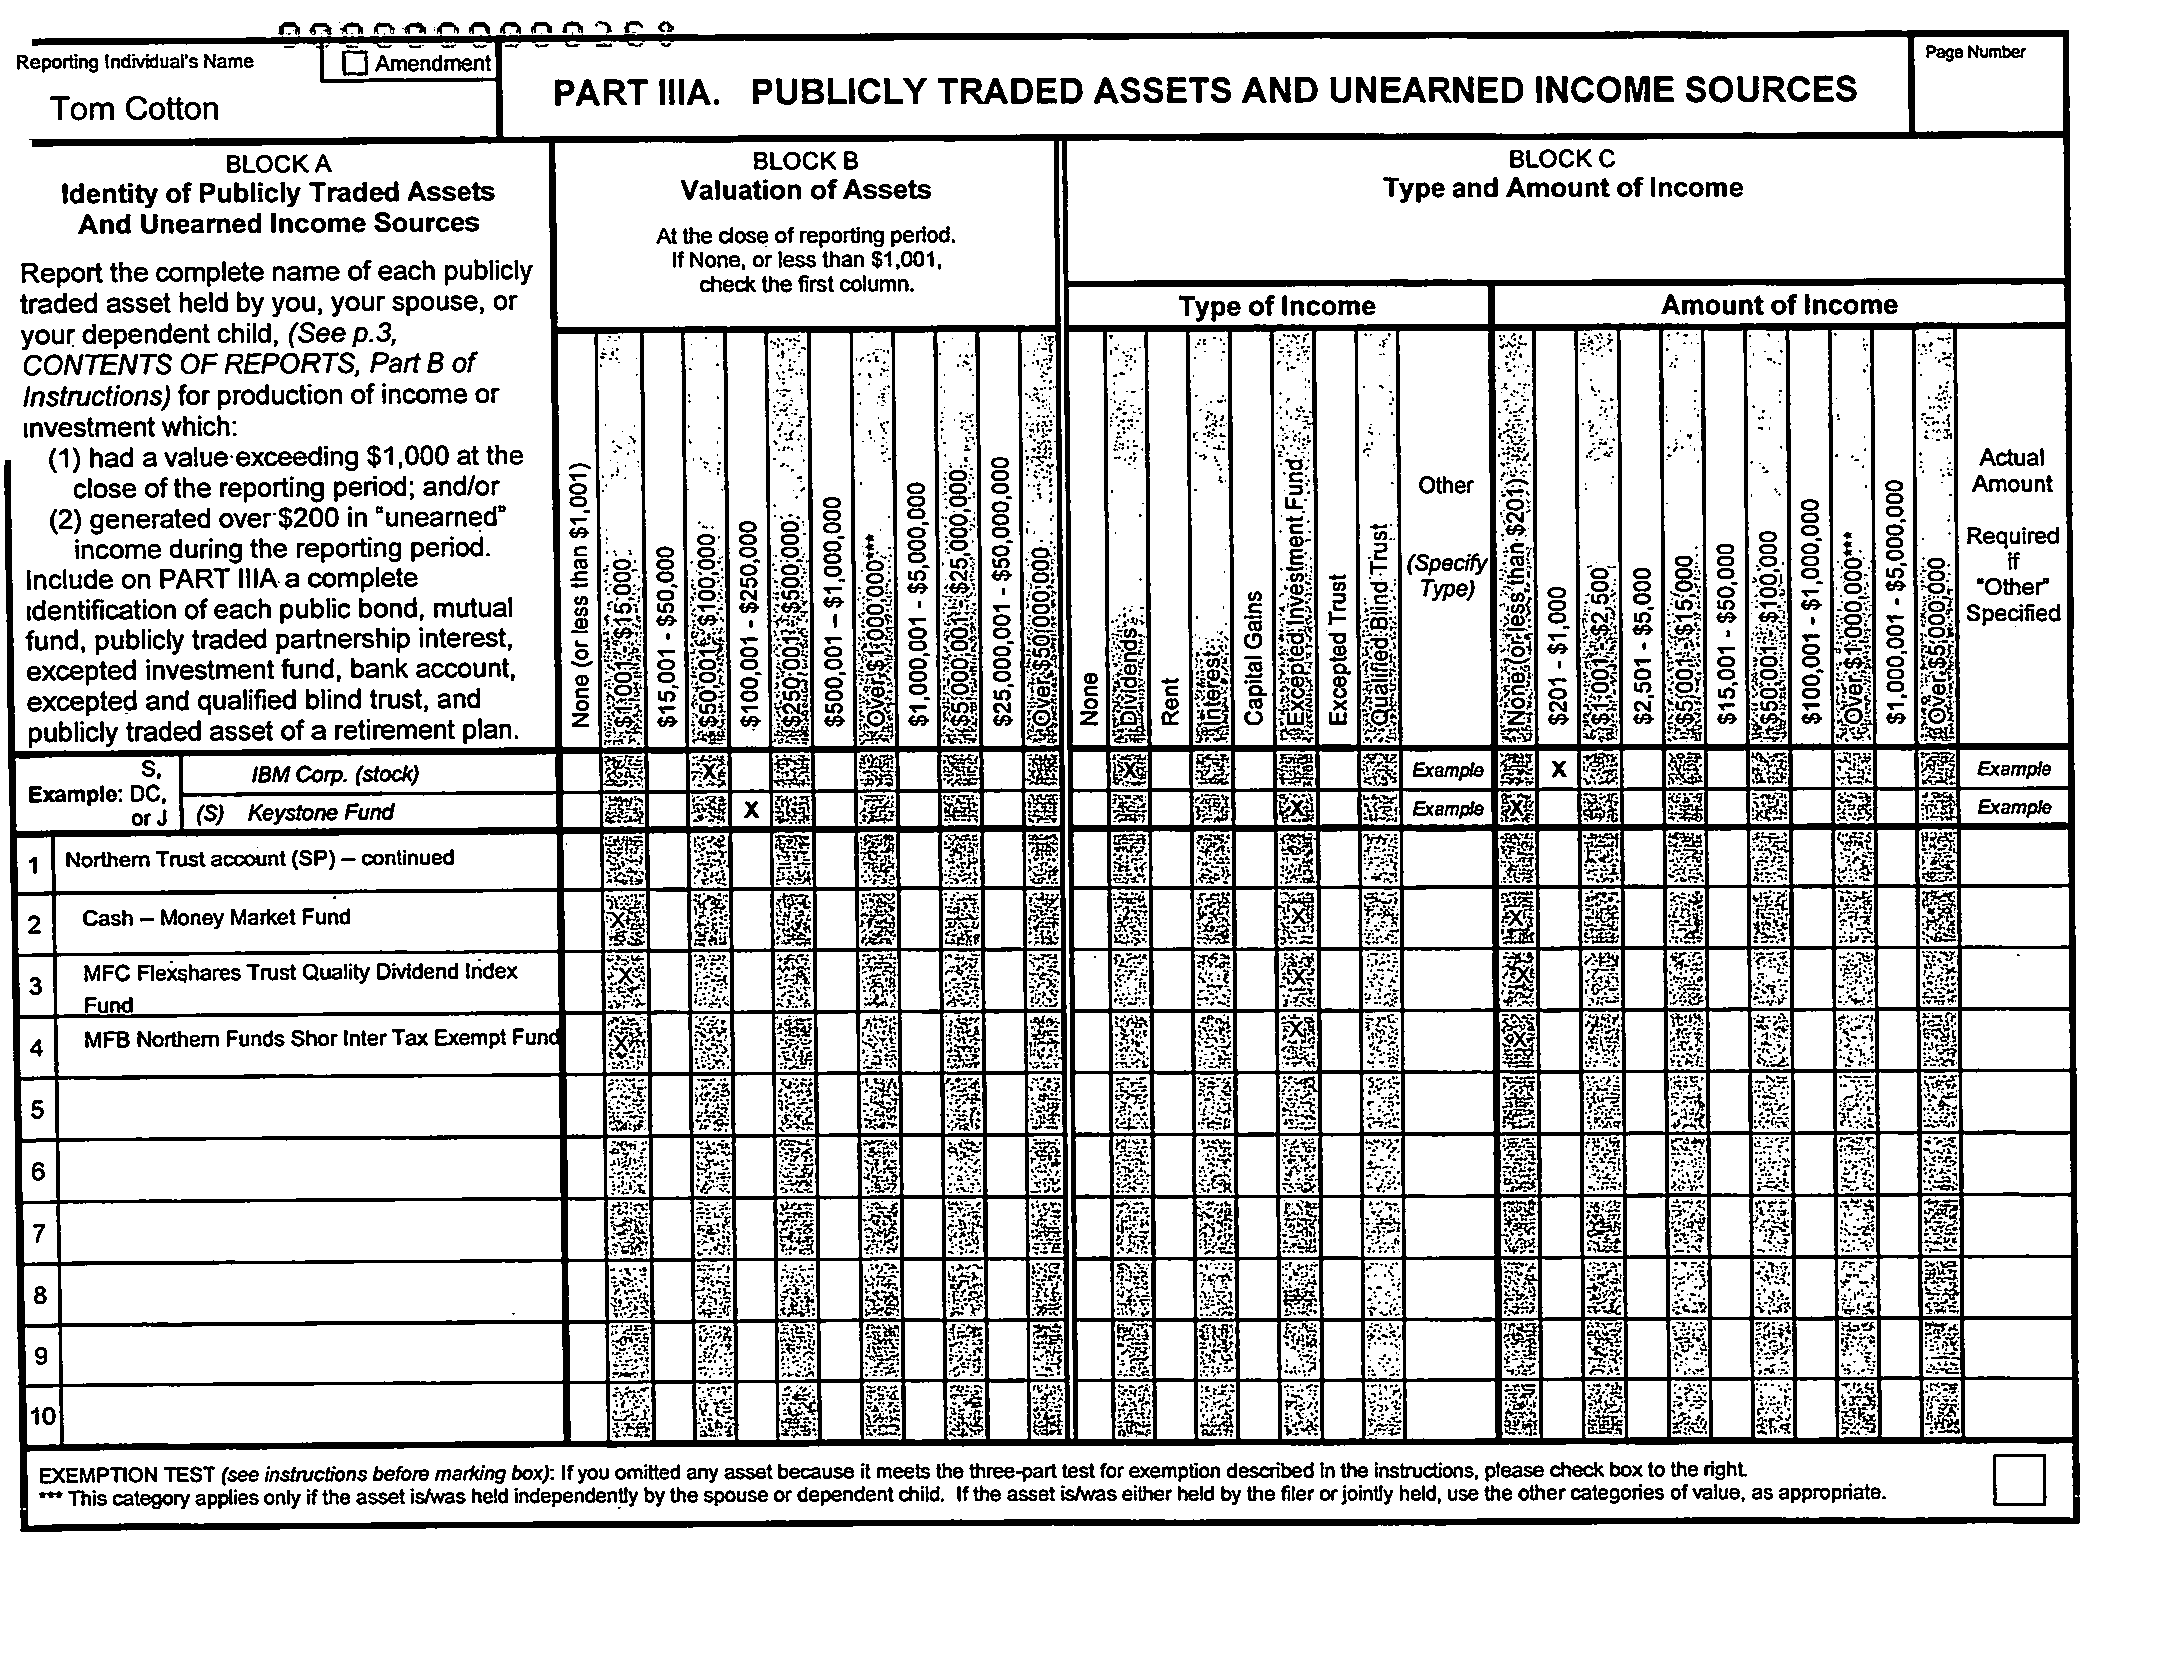 Reporting Individual's Name
Amendment
Tom Cotton
PART IIIA. PUBLICLY TRADED ASSETS AND UNEARNED INCOME SOURCES
Page Number
BLOCK A
Identity of Publicly Traded Assets
And Unearned Income Sources
Report the complete name of each publicly
traded asset held by you, your spouse, or
your dependent child, (See p.3,
CONTENTS OF REPORTS, Part B of
Instructions) for production of income or
investment which:
(1) had a value exceeding $1,000 at the
close of the reporting period; and/or
(2) generated over $200 in "unearned"
income during the reporting period.
Include on PART IIIA a complete
identification of each public bond, mutual
fund, publicly traded partnership interest,
excepted investment fund, bank account,
excepted and qualified blind trust, and
publicly traded asset of a retirement plan.
BLOCK B
Valuation of Assets
At the close of reporting period.
If None, or less than $1,001,
check the first column.
None (or less than $1,001)
$1,001 - $15,000
$15,001 - $50,000
$50,001 - $100,000
$100,001 - $250,000
$250,001 - $500,000
$500,001 – $1,000,000
Over $1,000,000***
$1,000,001 - $5,000,000
$5,000,001 - $25,000,000
$25,000,001 - $50,000,000
Over $50,000,000
BLOCK C
Type and Amount of Income
Type of Income
None
Dividends
Rent
Interest
Capital Gains
Excepted Investment Fund
Excepted Trust
Qualified Blind Trust
Other
(Specify
Type)
Amount of Income
None (or less than $201)
$201 - $1,000
$1,001 - $2,500
$2,501 - $5,000
$5,001 - $15,000
$15,001 - $50,000
$50,001 - $100,000
$100,001 - $1,000,000
Over $1,000,000***
$1,000,001 - $5,000,000
Over $5,000,000
Actual
Amount
Required
If
"Other"
Specified
Example: S, DC, or J
IBM Corp. (stock) X X Example X Example
(S) Keystone Fund X X Example X Example
1 Northern Trust account (SP) – continued
2 Cash – Money Market Fund X X X
3 MFC Flexshares Trust Quality Dividend Index
Fund X X X
4 MFB Northern Funds Shor Inter Tax Exempt Fund X X X
5
6
7
8
9
10
EXEMPTION TEST (see instructions before marking box): If you omitted any asset because it meets the three-part test for exemption described in the instructions, please check box to the right.
*** This category applies only if the asset is/was held independently by the spouse or dependent child. If the asset is/was either held by the filer or jointly held, use the other categories of value, as appropriate.